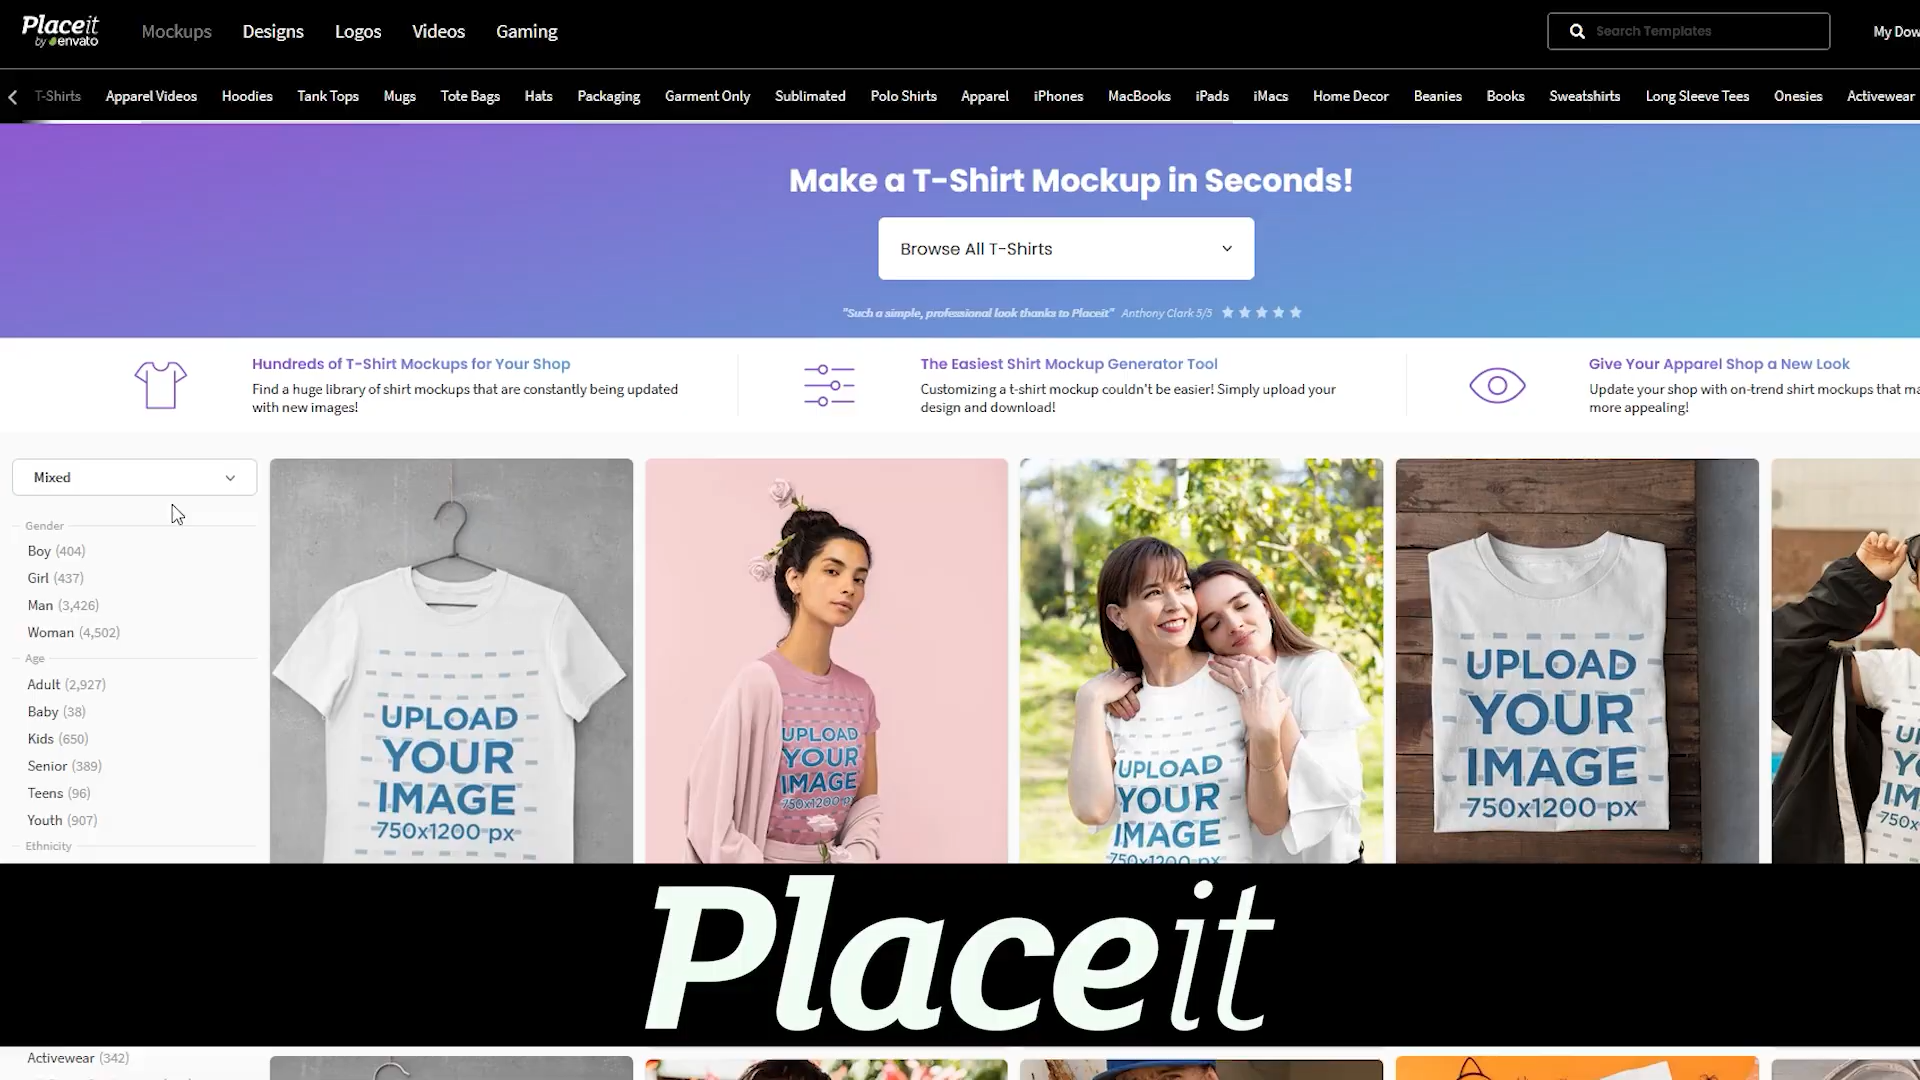 Placeit
by envato
Mockups
Designs
Logos
Videos
Gaming
Search Templates
T-Shirts
Apparel Videos
Hoodies
Tank Tops
Mugs
Tote Bags
Hats
Packaging
Garment Only
Sublimated
Polo Shirts
Apparel
iPhones
MacBooks
iPads
iMacs
Home Decor
Beanies
Books
Sweatshirts
Long Sleeve Tees
Onesies
Activewear
Make a T-Shirt Mockup in Seconds!
Browse All T-Shirts
"Such a simple, professional look thanks to Placeit" Anthony Clark 5/5
Hundreds of T-Shirt Mockups for Your Shop
Find a huge library of shirt mockups that are constantly being updated
with new images!
The Easiest Shirt Mockup Generator Tool
Customizing a t-shirt mockup couldn't be easier! Simply upload your
design and download!
Give Your Apparel Shop a New Look
Update your shop with on-trend shirt mockups that
more appealing!
Mixed
Gender
Boy (404)
Girl (437)
Man (3,426)
Woman (4,502)
Age
Adult (2,927)
Baby (38)
Kids (650)
Senior (389)
Teens (96)
Youth (907)
Ethnicity
UPLOAD
YOUR
IMAGE
750x1200 px
UPLOAD
YOUR
IMAGE
750x1200 p
UPLOAD
YOUR
IMAGE
750x1200 px
UPLOAD
YOUR
IMAGE
750x1200 px
Placeit
Activewear (342)